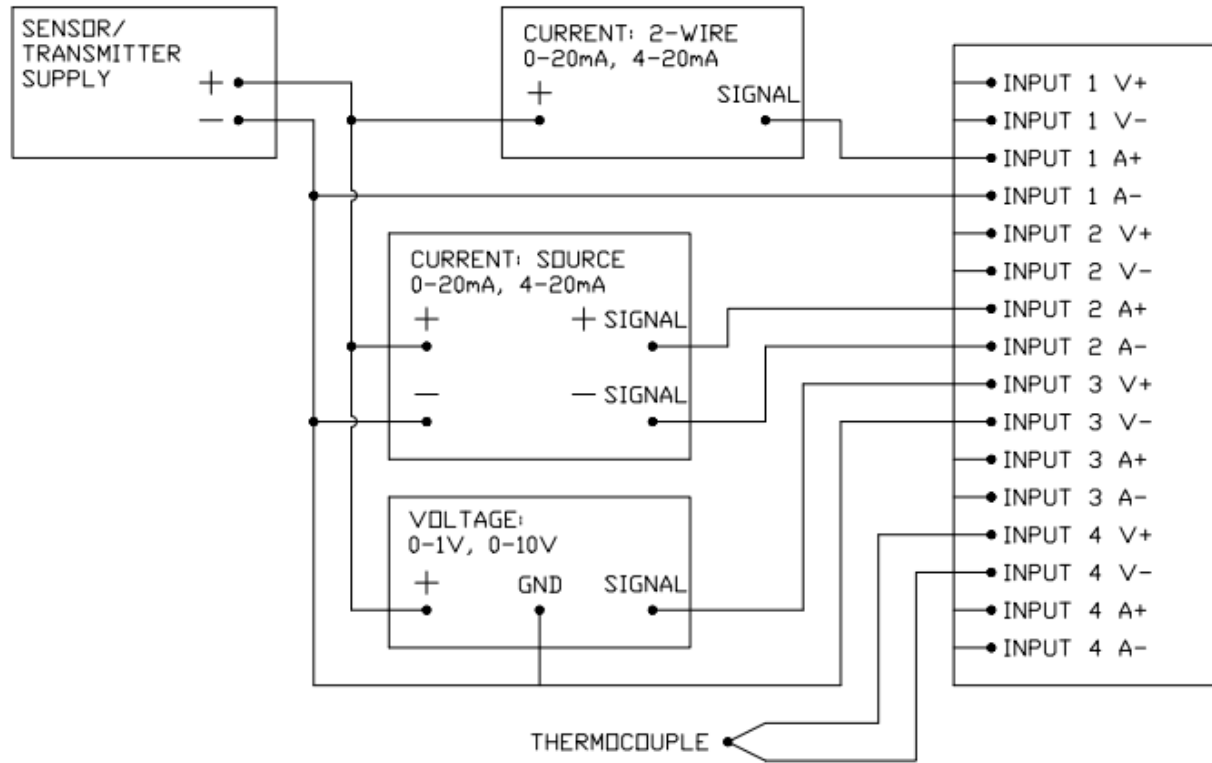 SENSOR/
TRANSMITTER
SUPPLY
+
−
CURRENT: 2-WIRE
0-20mA, 4-20mA
+
SIGNAL
CURRENT: SOURCE
0-20mA, 4-20mA
+
+ SIGNAL
−
− SIGNAL
VOLTAGE:
0-1V, 0-10V
+
GND
SIGNAL
THERMOCOUPLE
INPUT 1 V+
INPUT 1 V-
INPUT 1 A+
INPUT 1 A-
INPUT 2 V+
INPUT 2 V-
INPUT 2 A+
INPUT 2 A-
INPUT 3 V+
INPUT 3 V-
INPUT 3 A+
INPUT 3 A-
INPUT 4 V+
INPUT 4 V-
INPUT 4 A+
INPUT 4 A-